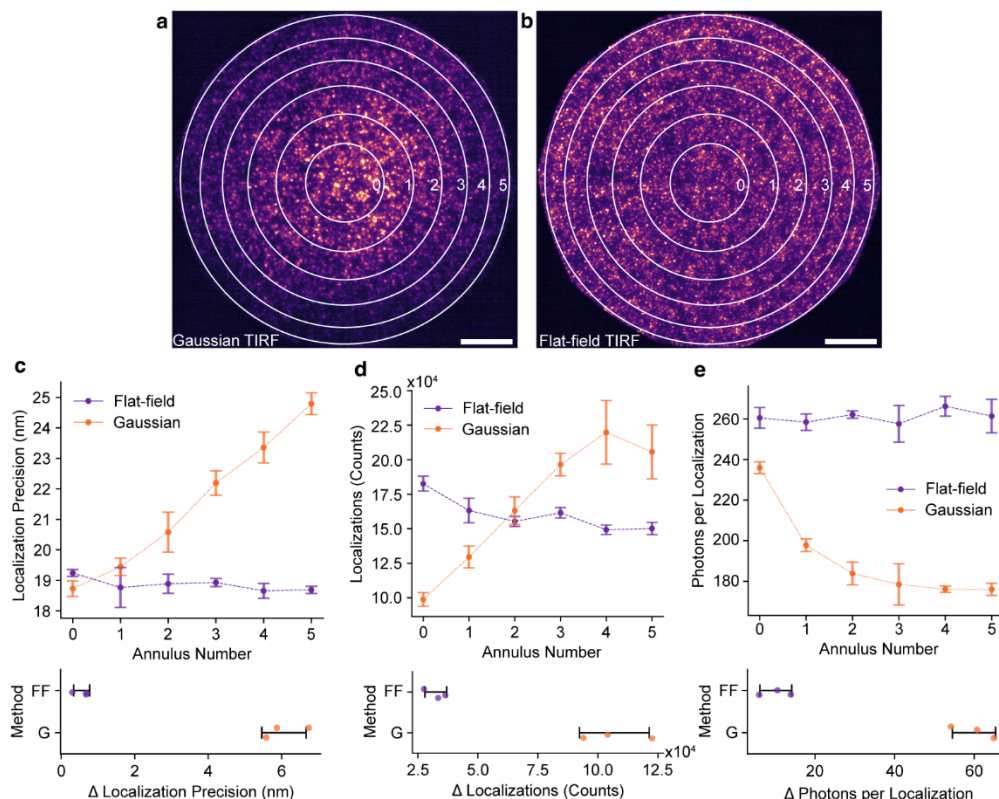 a
b
0 1 2 3 4 5
0 1 2 3 4 5
Gaussian TIRF
Flat-field TIRF
c
Localization Precision (nm)
25
24
23
22
21
20
19
18
Flat-field
Gaussian
0 1 2 3 4 5
Annulus Number
Method
FF
G
0 2 4 6
Δ Localization Precision (nm)
d
x10⁴
Localizations (Counts)
25.0
22.5
20.0
17.5
15.0
12.5
10.0
Flat-field
Gaussian
0 1 2 3 4 5
Annulus Number
Method
FF
G
2.5 5.0 7.5 10.0 12.5
x10⁴
Δ Localizations (Counts)
e
Photons per Localization
260
240
220
200
180
Flat-field
Gaussian
0 1 2 3 4 5
Annulus Number
Method
FF
G
20 40 60
Δ Photons per Localization